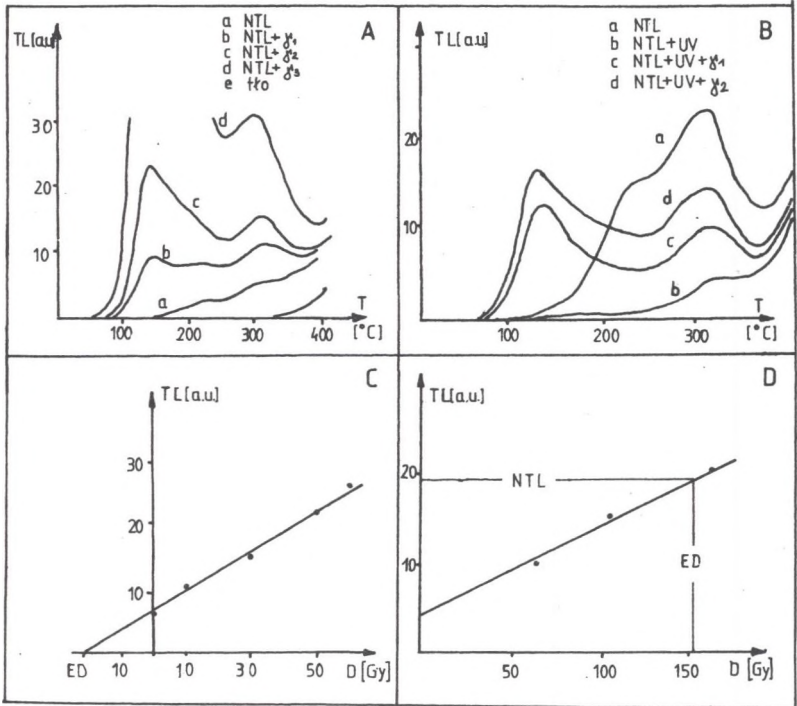 A
TL[a.u]
a NTL
b NTL+γ₁
c NTL+γ₂
d NTL+γ₃
e tło
30
20
10
d
c
b
a
T
100
200
300
400
[°C]
B
TL[a.u]
a NTL
b NTL+UV
c NTL+UV+γ₁
d NTL+UV+γ₂
20
10
a
d
c
b
T
100
200
300
[°C]
C
TL[a.u.]
30
20
10
ED
10
10
30
50
D [Gy]
D
TL[a.u.]
20
10
NTL
ED
50
100
150
D [Gy]